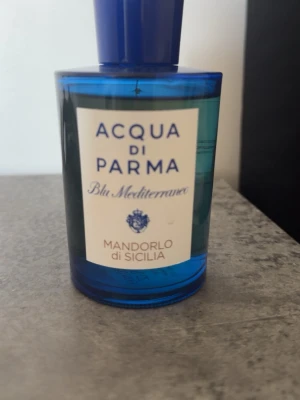 ACQUA
DI
PARMA
Blu Mediterraneo
MANDORLO
di SICILIA